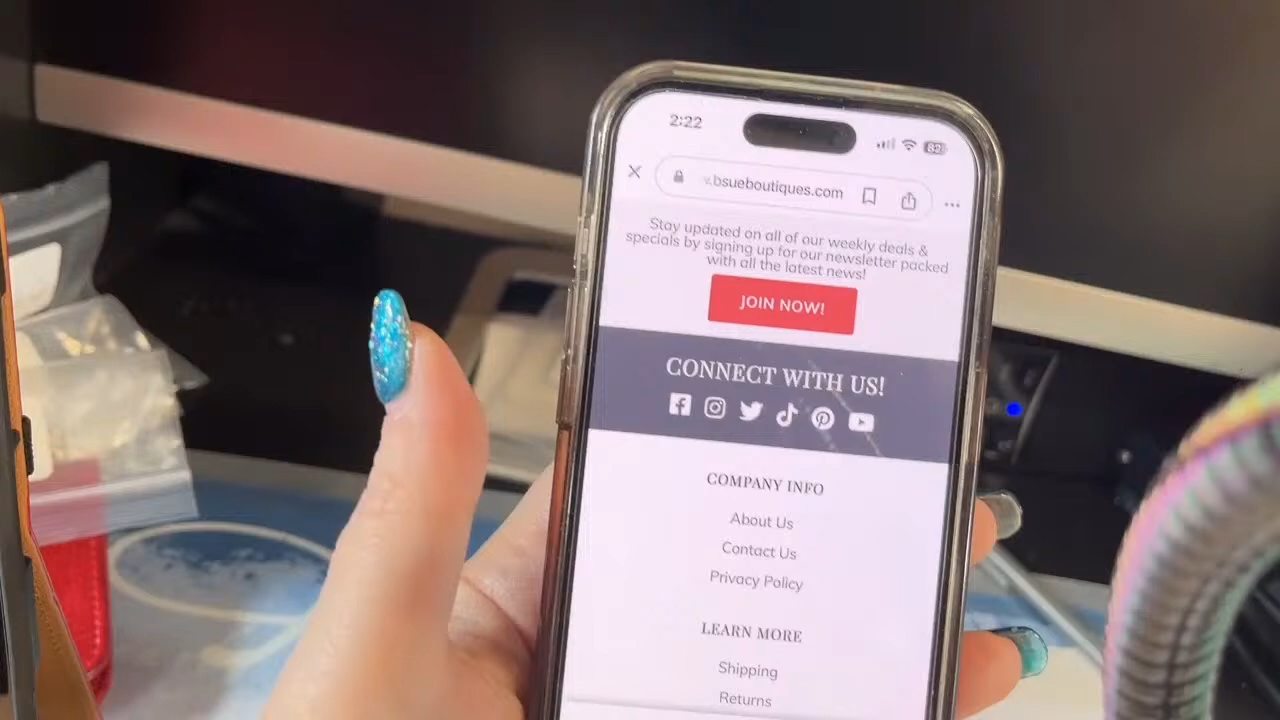 2:22
82
.bsueboutiques.com
Stay updated on all of our weekly deals &
specials by signing up for our newsletter packed
with all the latest news!
JOIN NOW!
CONNECT WITH US!
COMPANY INFO
About Us
Contact Us
Privacy Policy
LEARN MORE
Shipping
Returns